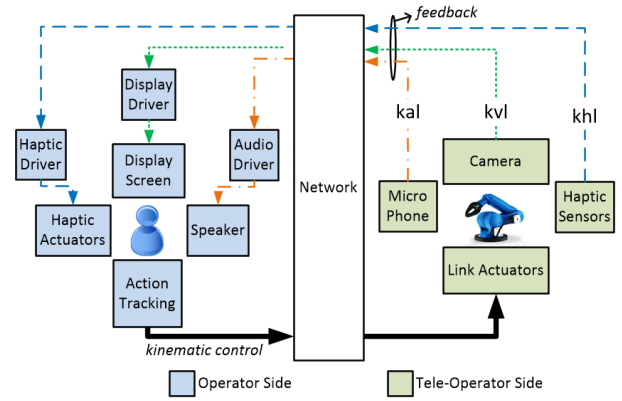 feedback
kal
kvl
khl
Display
Driver
Haptic
Driver
Audio
Driver
Display
Screen
Network
Camera
Micro
Phone
Haptic
Sensors
Haptic
Actuators
Speaker
Link Actuators
Action
Tracking
kinematic control
Operator Side
Tele-Operator Side